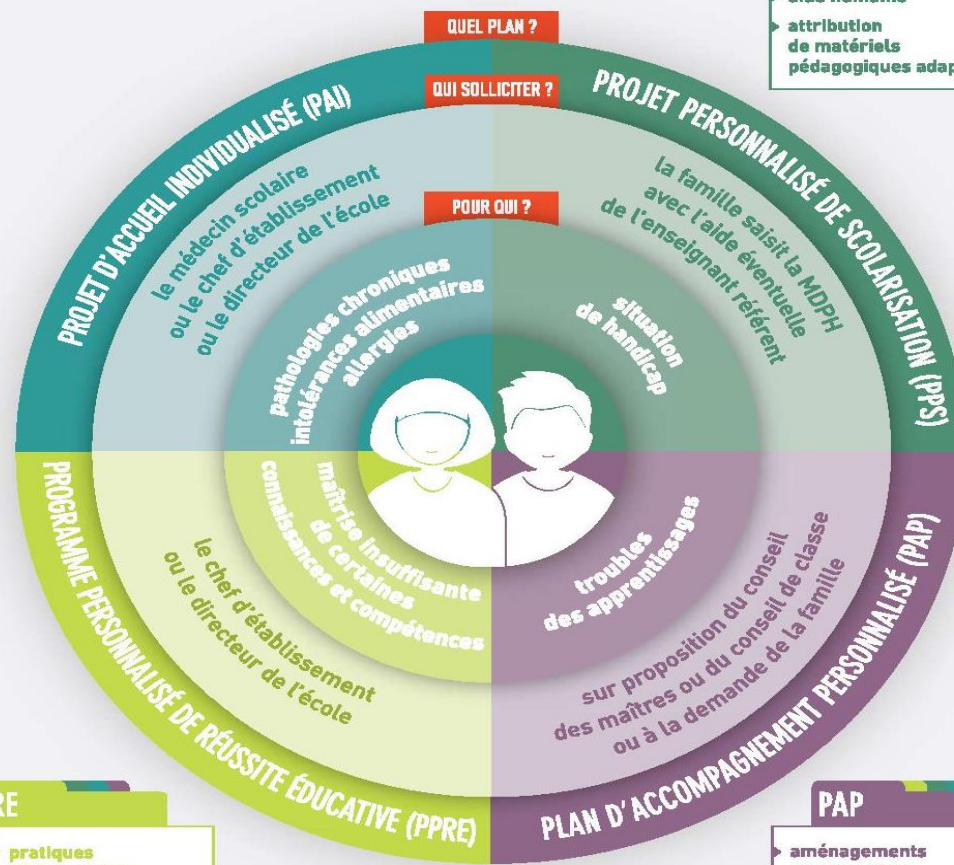 QUEL PLAN ?
attribution
de matériels
QUI SOLLICITER ?
POUR QUI ?
PROJET D'ACCUEIL INDIVIDUALISÉ (PAI)
le médecin scolaire
ou le chef d'établissement
ou le directeur de l'école
pathologies chroniques
intolérances alimentaires
allergies
PROJET PERSONNALISÉ DE SCOLARISATION (PPS)
la famille saisit la MDPH
avec l'aide éventuelle
de l'enseignant référent
situation
de handicap
PROGRAMME PERSONNALISÉ DE RÉUSSITE ÉDUCATIVE (PPRE)
le chef d'établissement
ou le directeur de l'école
maîtrise insuffisante
de certaines
connaissances et compétences
PLAN D'ACCOMPAGNEMENT PERSONNALISÉ (PAP)
sur proposition du conseil
des maîtres ou du conseil de classe
ou à la demande de la famille
troubles
des apprentissages
pratiques
PAP
aménagements